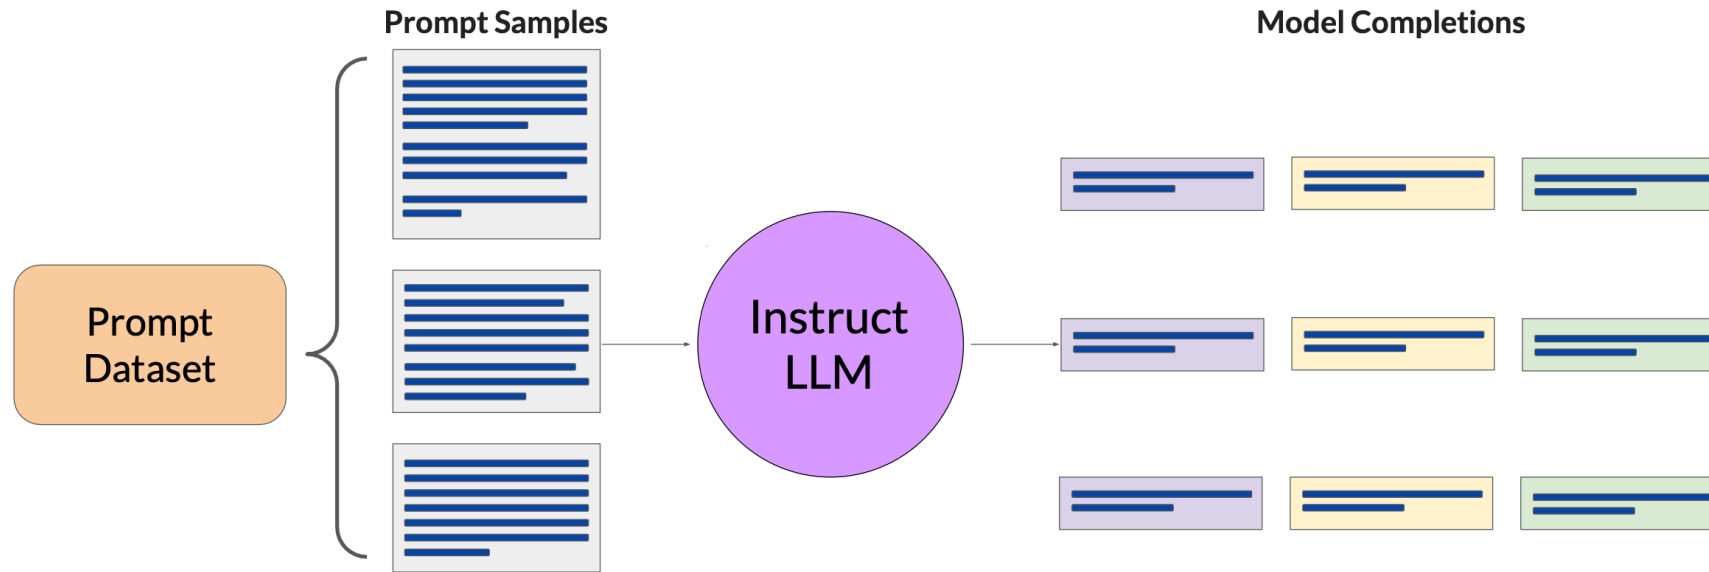 Prompt Samples
Model Completions
Prompt
Dataset
Instruct
LLM